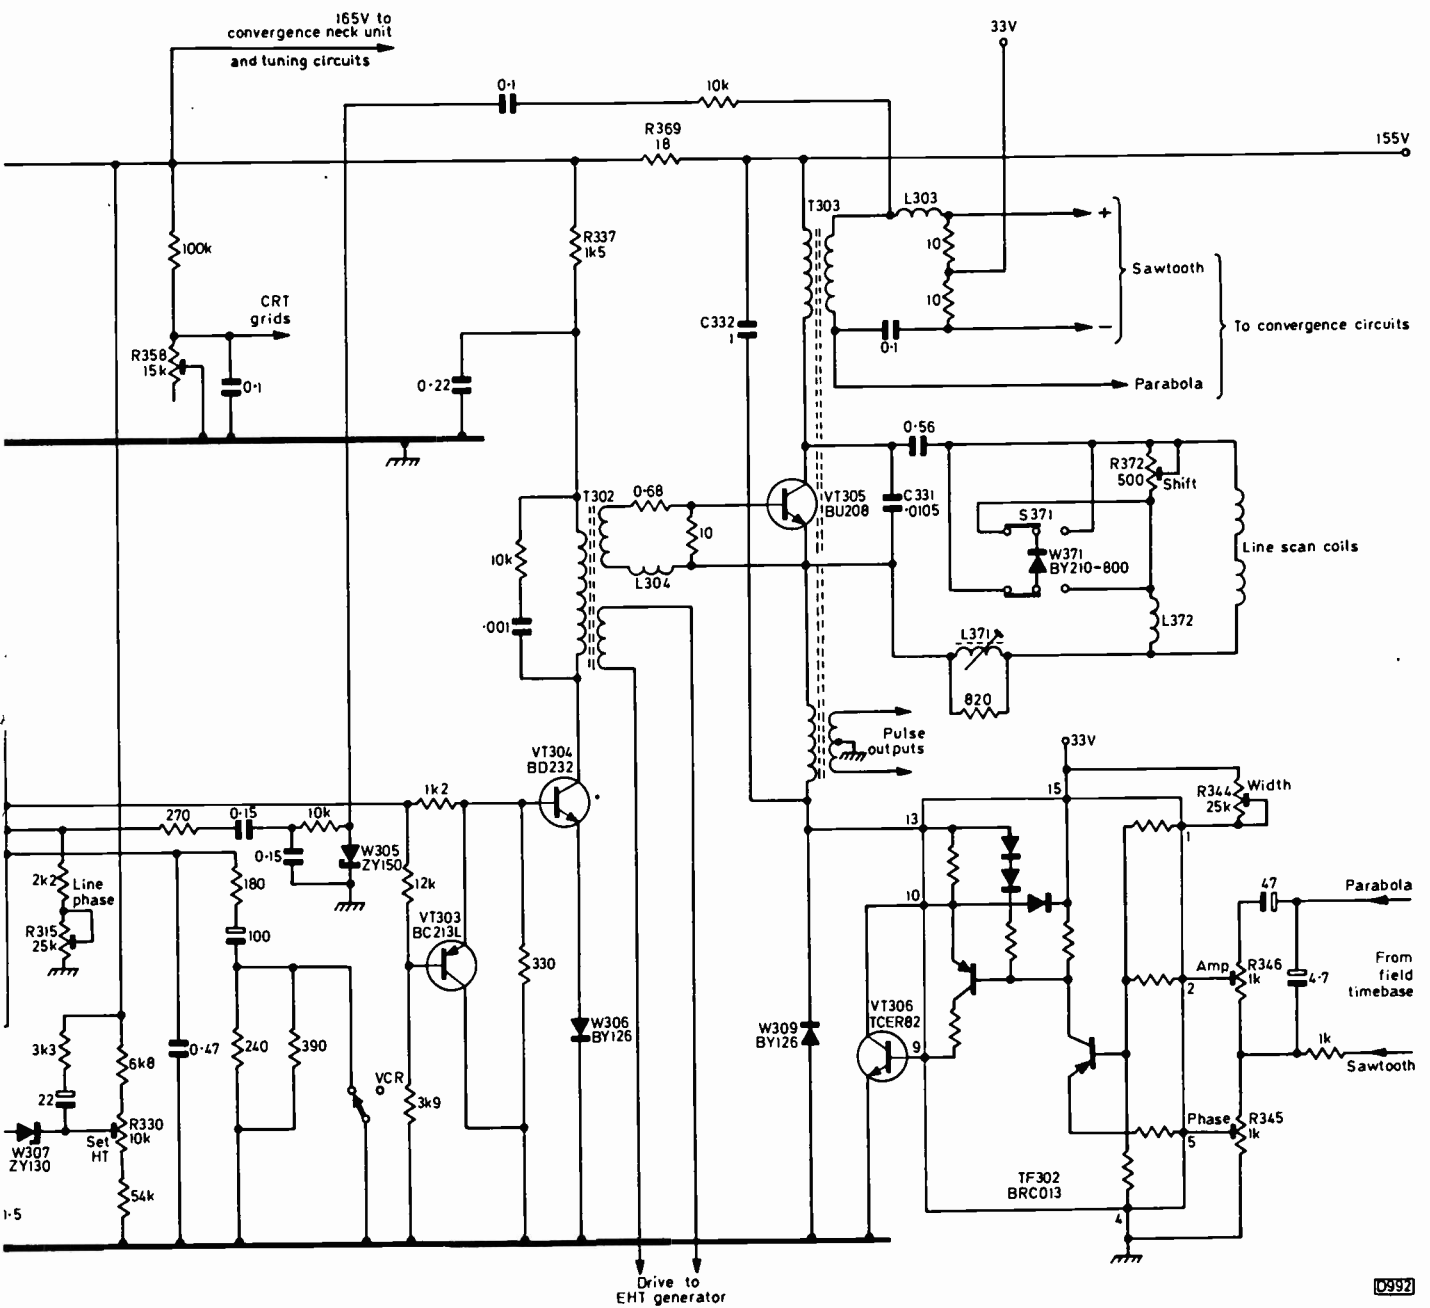 165V to
convergence neck unit
and tuning circuits
33V
0·1
10k
R369
18
155V
T303
L303
+
100k
R337
1k5
10
Sawtooth
10
CRT
grids
C332
1
–
0·1
To convergence circuits
R358
15k
0·1
0·22
Parabola
0·56
R372
500
Shift
T302
0·68
VT305
BU208
C331
·0105
S371
10
10k
W371
BY210-800
Line scan coils
L304
·001
L372
L371
820
Pulse
outputs
33V
VT304
BD232
1k2
15
R344
25k
Width
270
0·15
10k
13
1
0·15
W305
ZY150
2k2
Line
phase
180
12k
10
47
Parabola
R315
25k
100
VT303
BC213L
330
Amp
R346
1k
4·7
From
field
timebase
2
VT306
TCER82
W306
BY126
W309
BY126
3k3
6k8
0·47
240
390
9
1k
Sawtooth
VCR
22
3k9
R330
10k
Set
HT
W307
ZY130
Phase
R345
1k
5
54k
TF302
BRC013
1·5
4
Drive to
EHT generator
D992